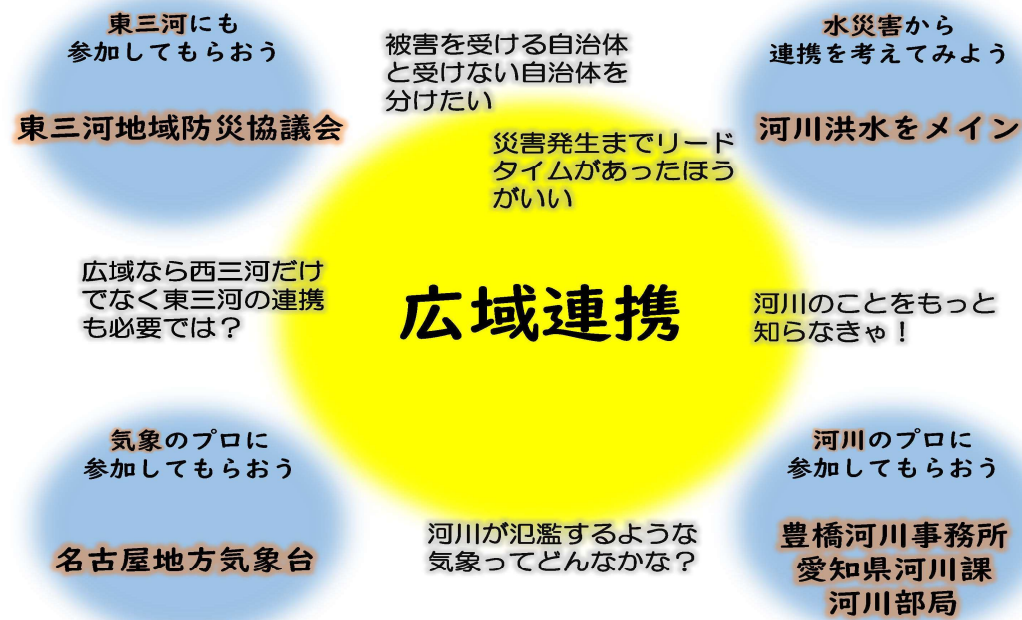 東三河にも
参加してもらおう
東三河地域防災協議会
被害を受ける自治体
と受けない自治体を
分けたい
水災害から
連携を考えてみよう
河川洪水をメイン
災害発生までリード
タイムがあったほう
がいい
広域なら西三河だけ
でなく東三河の連携
も必要では？
広域連携
河川のことをもっと
知らなきゃ！
気象のプロに
参加してもらおう
名古屋地方気象台
河川が氾濫するような
気象ってどんなかな？
河川のプロに
参加してもらおう
豊橋河川事務所
愛知県河川課
河川部局